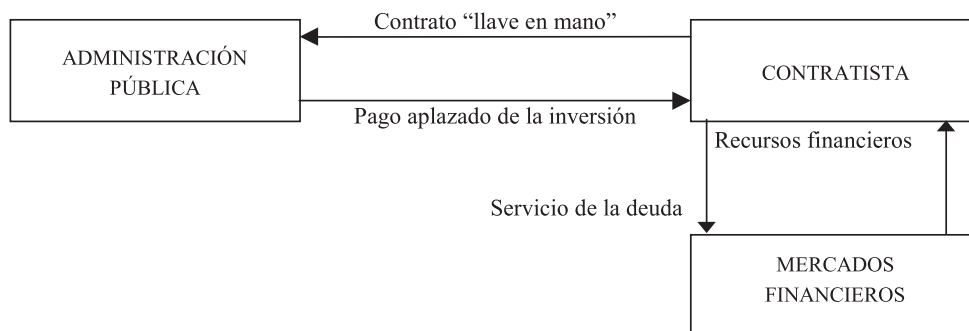 Contrato “llave en mano”
ADMINISTRACIÓN
PÚBLICA
CONTRATISTA
Pago aplazado de la inversión
Recursos financieros
Servicio de la deuda
MERCADOS
FINANCIEROS